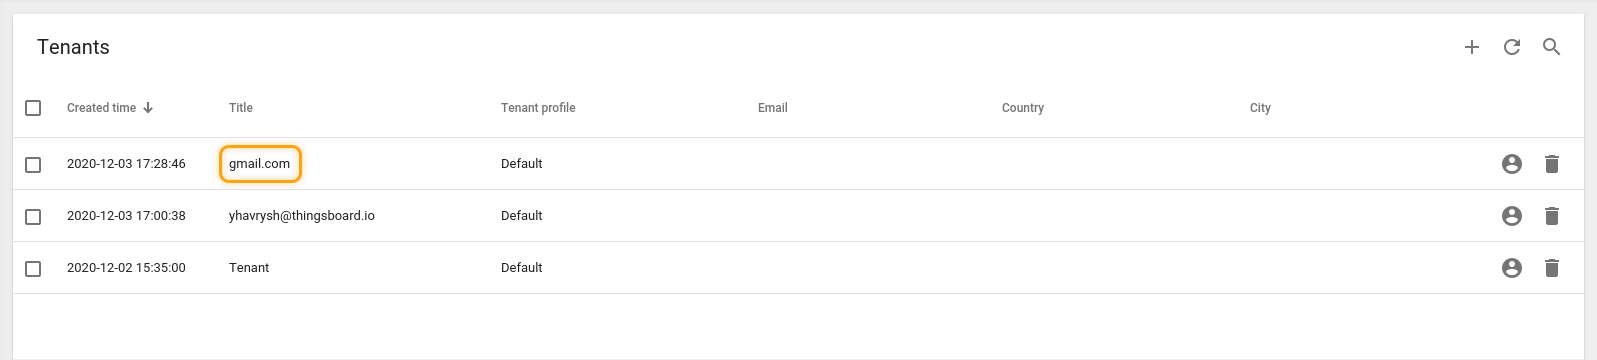 Tenants
Created time Title Tenant profile Email Country City
2020-12-03 17:28:46 gmail.com Default
2020-12-03 17:00:38 yhavrysh@thingsboard.io Default
2020-12-02 15:35:00 Tenant Default